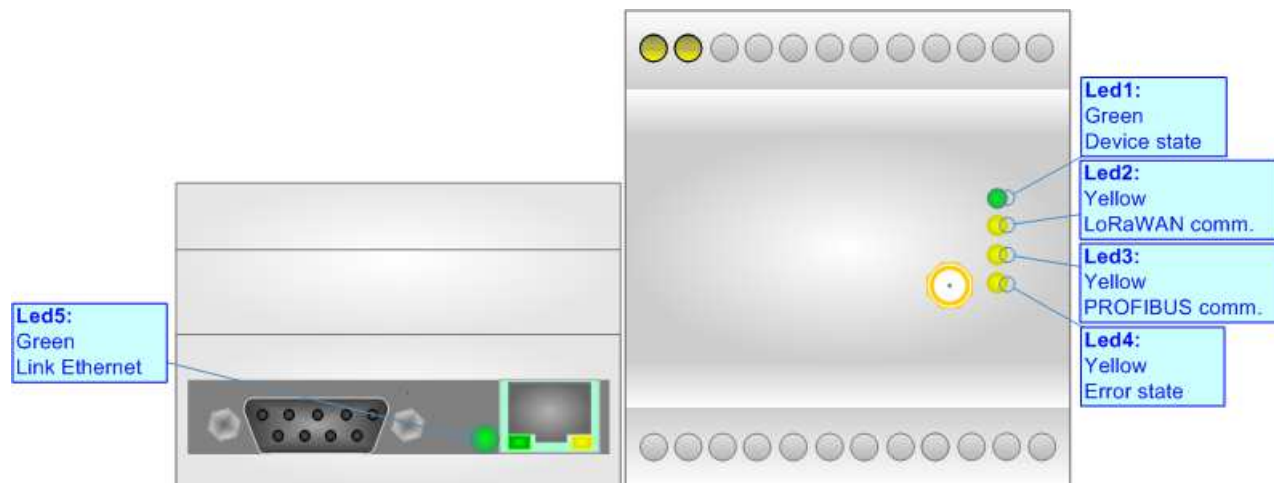 Led1:
Green
Device state
Led2:
Yellow
LoRaWAN comm.
Led3:
Yellow
PROFIBUS comm.
Led4:
Yellow
Error state
Led5:
Green
Link Ethernet